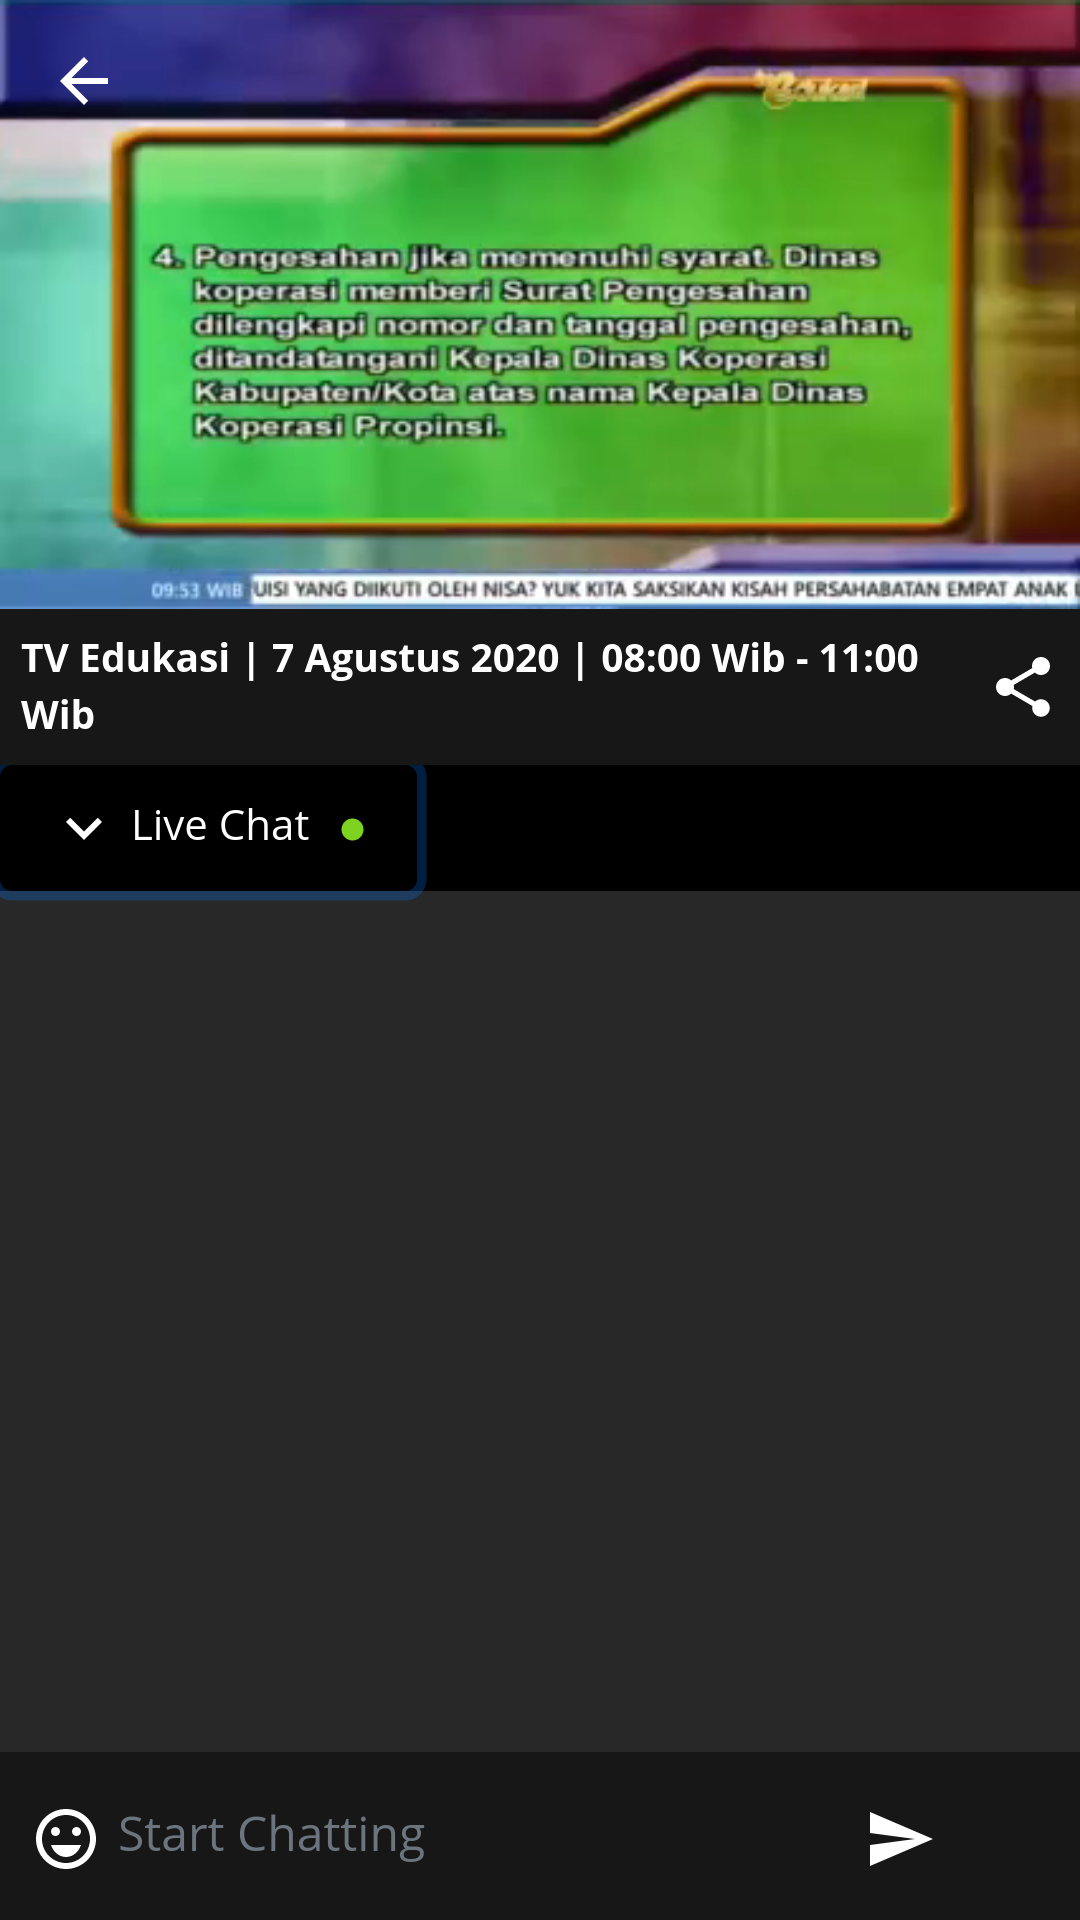 Edukasi
4. Pengesahan jika memenuhi syarat. Dinas
koperasi memberi Surat Pengesahan
dilengkapi nomor dan tanggal pengesahan,
ditandatangani Kepala Dinas Koperasi
Kabupaten/Kota atas nama Kepala Dinas
Koperasi Propinsi.
09:53 WIB UISI YANG DIIKUTI OLEH NISA? YUK KITA SAKSIKAN KISAH PERSAHABATAN EMPAT ANAK
TV Edukasi | 7 Agustus 2020 | 08:00 Wib - 11:00
Wib
Live Chat
Start Chatting